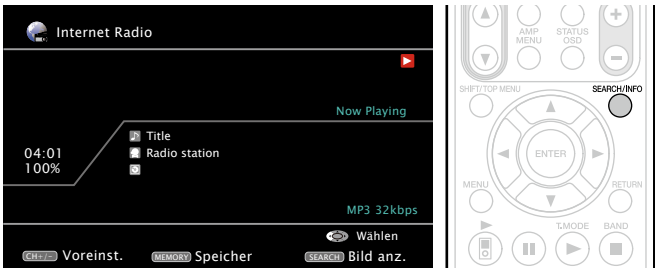 Internet Radio
Now Playing
Title
Radio station
04:01
100%
MP3 32kbps
Wählen
CH+/- Voreinst.
MEMORY Speicher
SEARCH Bild anz.
AMP MENU
STATUS OSD
SHIFT/TOP MENU
SEARCH/INFO
ENTER
MENU
RETURN
T.MODE
BAND